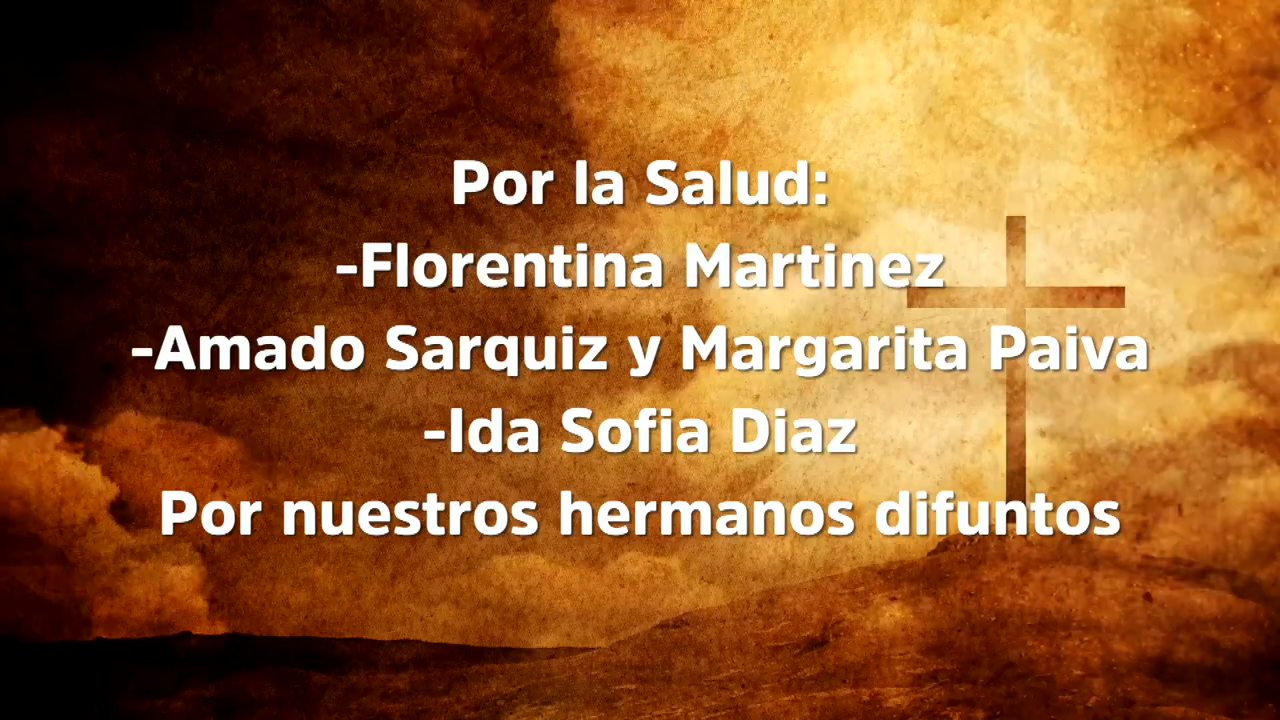 Por la Salud:
-Florentina Martinez
-Amado Sarquiz y Margarita Paiva
-Ida Sofia Diaz
Por nuestros hermanos difuntos